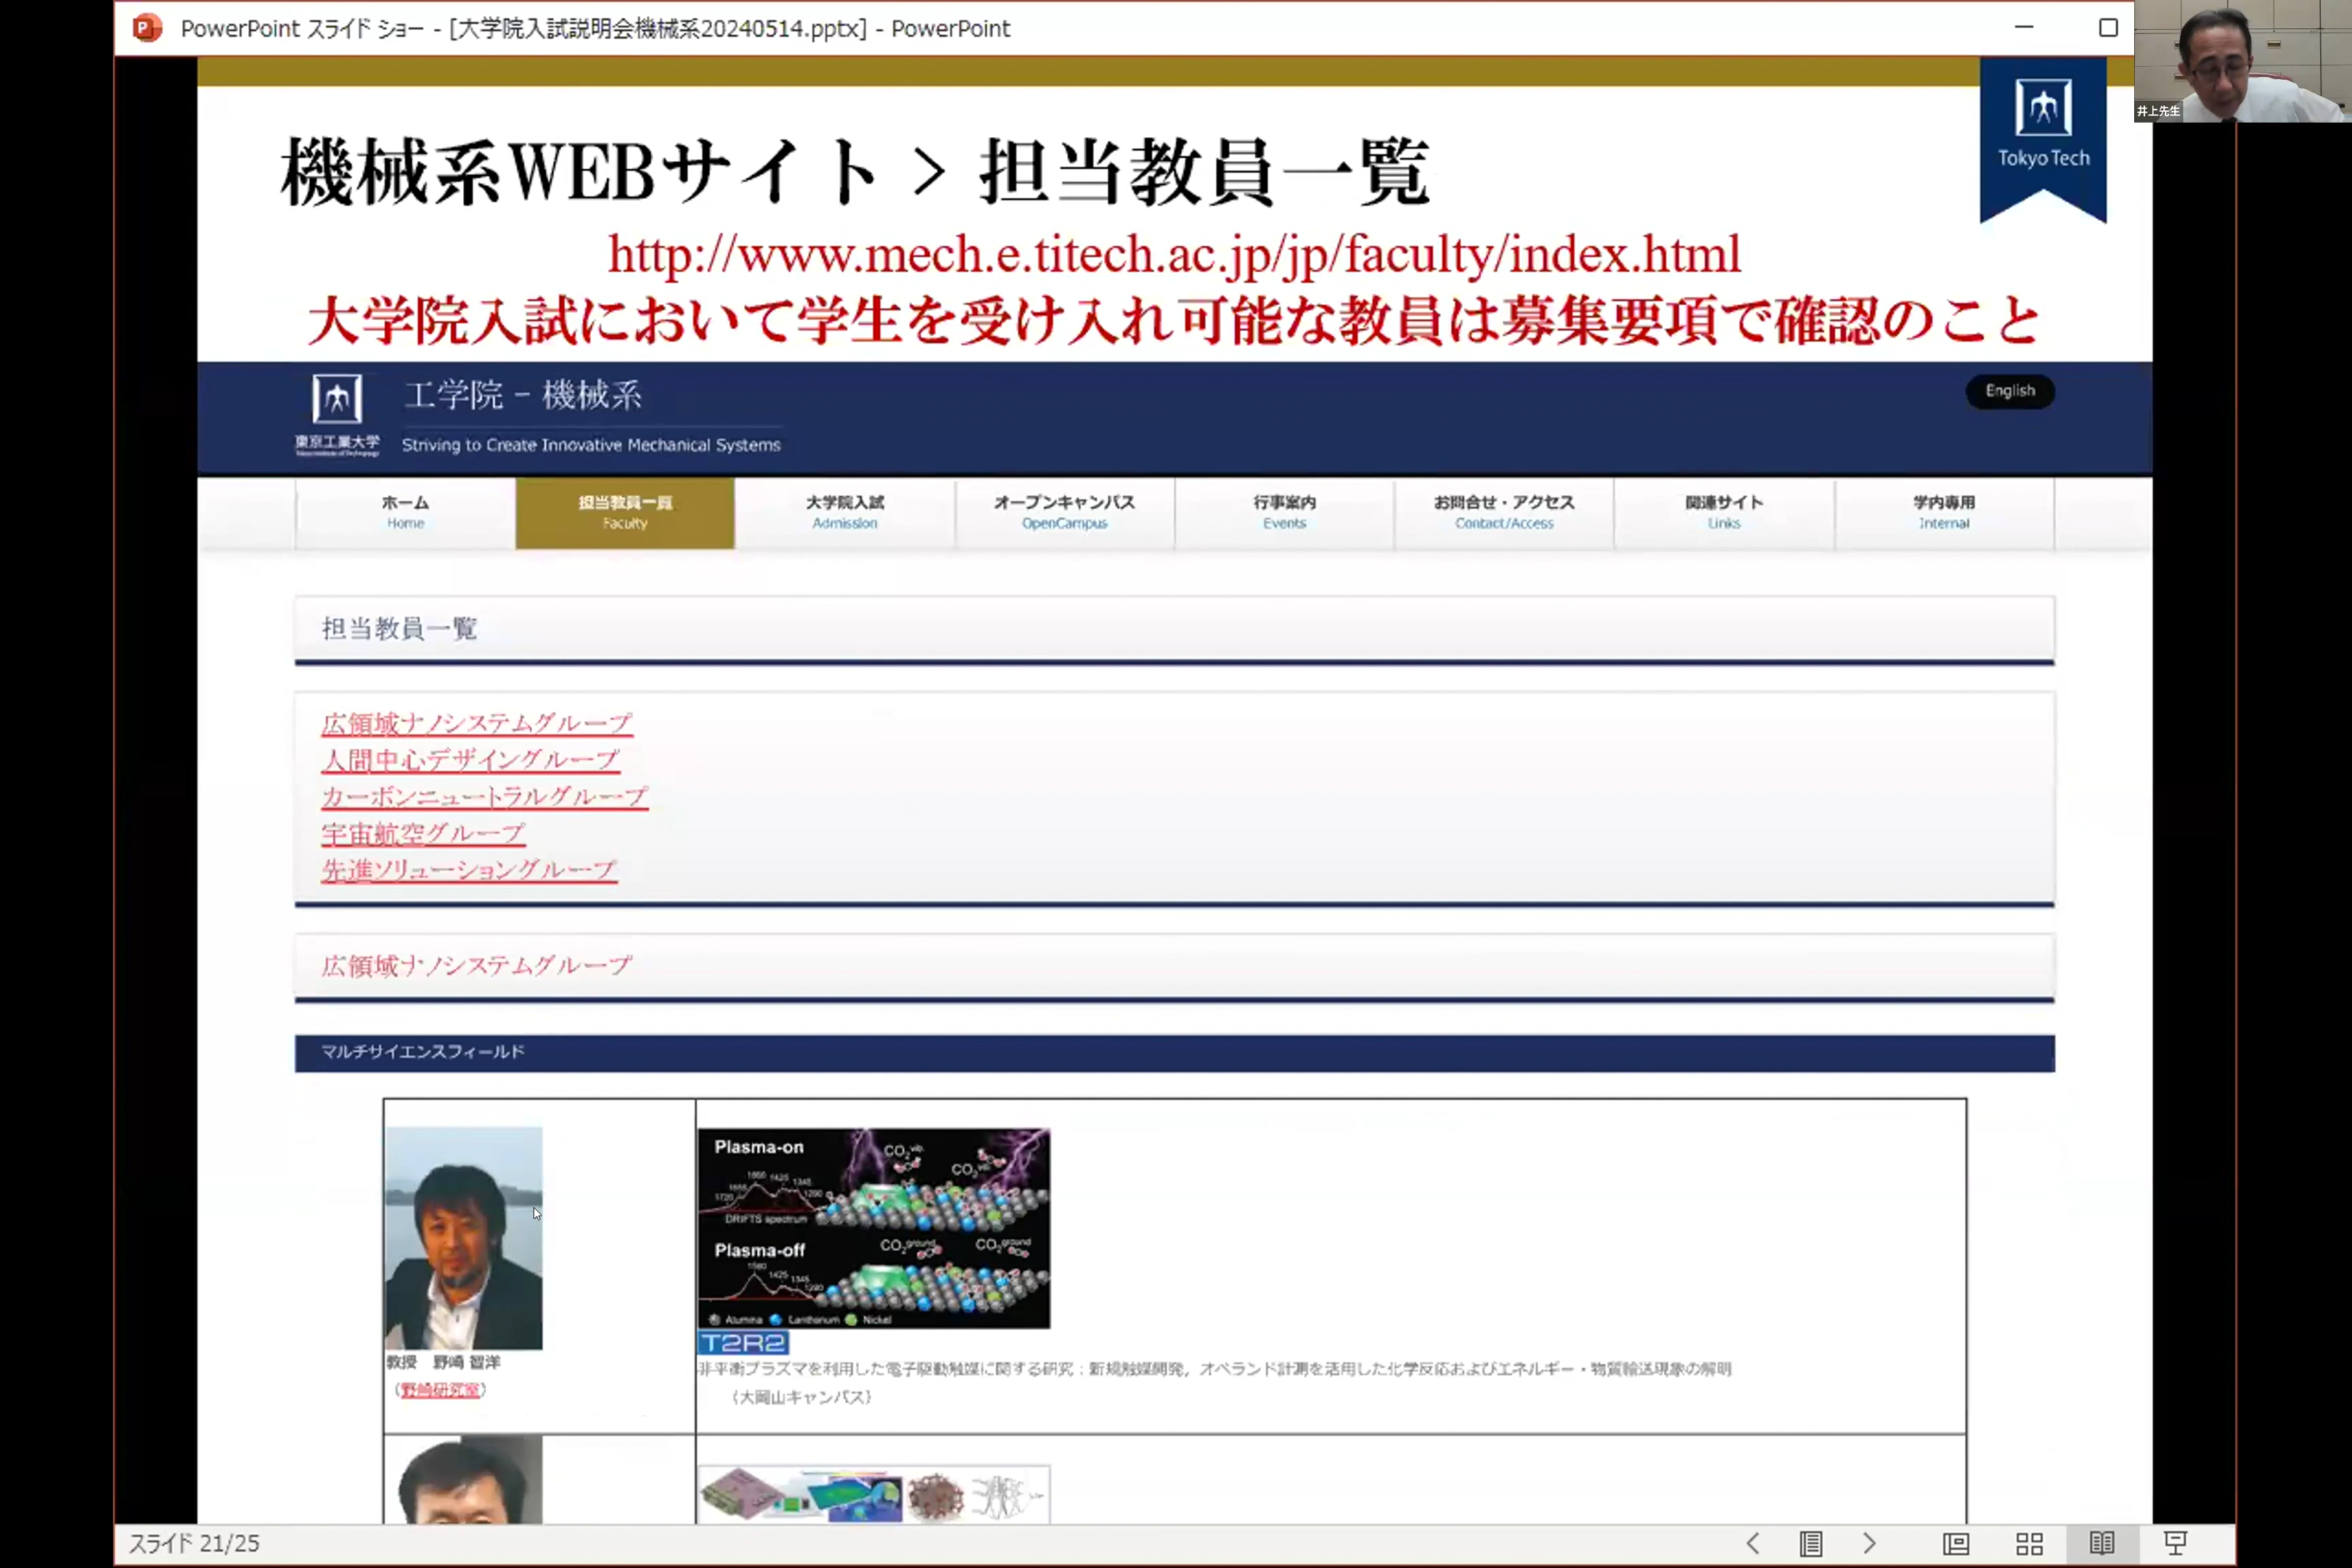 PowerPoint スライド ショー - [大学院入試説明会機械系20240514.pptx] - PowerPoint
井上先生
機械系WEBサイト > 担当教員一覧
Tokyo Tech
http://www.mech.e.titech.ac.jp/jp/faculty/index.html
大学院入試において学生を受け入れ可能な教員は募集要項で確認のこと
工学院 - 機械系
English
東京工業大学
Striving to Create Innovative Mechanical Systems
ホーム 担当教員一覧 大学院入試 オープンキャンパス 行事案内 お問合せ・アクセス 関連サイト 学内専用
Home Faculty Admission OpenCampus Events Contact/Access Links Internal
担当教員一覧
広領域ナノシステムグループ
人間中心デザイングループ
カーボンニュートラルグループ
宇宙航空グループ
先進ソリューショングループ
広領域ナノシステムグループ
マルチサイエンスフィールド
Plasma-on
DRIFTS spectrum
Plasma-off
Alumina Lanthanum Nickel
T2R2
教授 野崎 智洋
(野崎研究室)
非平衡プラズマを利用した電子駆動触媒に関する研究：新規触媒開発，オペランド計測を活用した化学反応およびエネルギー・物質輸送現象の解明
(大岡山キャンパス)
スライド 21/25